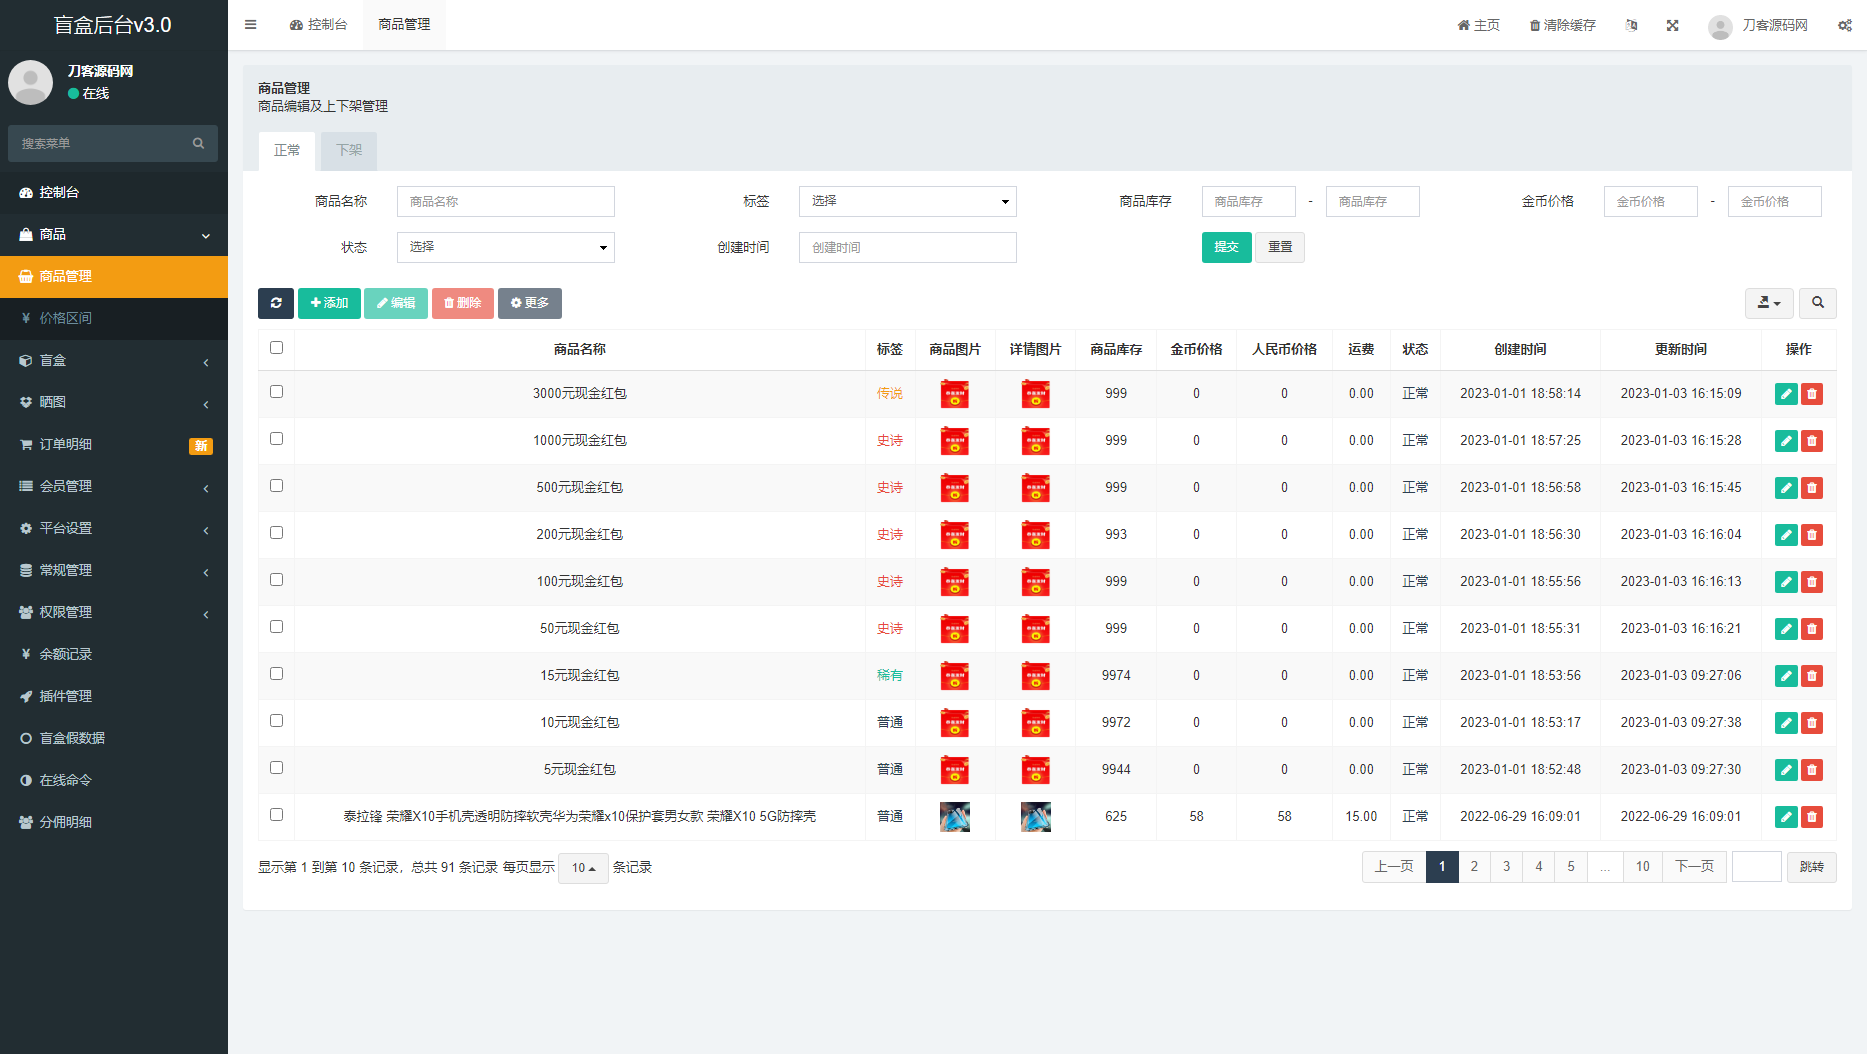 盲盒后台v3.0
刀客源码网
在线
搜索菜单
控制台
商品
商品管理
价格区间
盲盒
晒图
订单明细 新
会员管理
平台设置
常规管理
权限管理
余额记录
插件管理
盲盒假数据
在线命令
分佣明细
控制台 商品管理 主页 清除缓存 刀客源码网
商品管理
商品编辑及上下架管理
正常 下架
商品名称 商品名称 标签 选择 商品库存 商品库存 - 商品库存 金币价格 金币价格 - 金币价格
状态 选择 创建时间 创建时间 提交 重置
添加 编辑 删除 更多
商品名称 标签 商品图片 详情图片 商品库存 金币价格 人民币价格 运费 状态 创建时间 更新时间 操作
3000元现金红包 传说 999 0 0 0.00 正常 2023-01-01 18:58:14 2023-01-03 16:15:09
1000元现金红包 史诗 999 0 0 0.00 正常 2023-01-01 18:57:25 2023-01-03 16:15:28
500元现金红包 史诗 999 0 0 0.00 正常 2023-01-01 18:56:58 2023-01-03 16:15:45
200元现金红包 史诗 993 0 0 0.00 正常 2023-01-01 18:56:30 2023-01-03 16:16:04
100元现金红包 史诗 999 0 0 0.00 正常 2023-01-01 18:55:56 2023-01-03 16:16:13
50元现金红包 史诗 999 0 0 0.00 正常 2023-01-01 18:55:31 2023-01-03 16:16:21
15元现金红包 稀有 9974 0 0 0.00 正常 2023-01-01 18:53:56 2023-01-03 09:27:06
10元现金红包 普通 9972 0 0 0.00 正常 2023-01-01 18:53:17 2023-01-03 09:27:38
5元现金红包 普通 9944 0 0 0.00 正常 2023-01-01 18:52:48 2023-01-03 09:27:30
泰拉锋 荣耀X10手机壳透明防摔软壳华为荣耀x10保护套男女款 荣耀X10 5G防摔壳 普通 625 58 58 15.00 正常 2022-06-29 16:09:01 2022-06-29 16:09:01
显示第 1 到第 10 条记录，总共 91 条记录 每页显示 10 条记录
上一页 1 2 3 4 5 ... 10 下一页 跳转